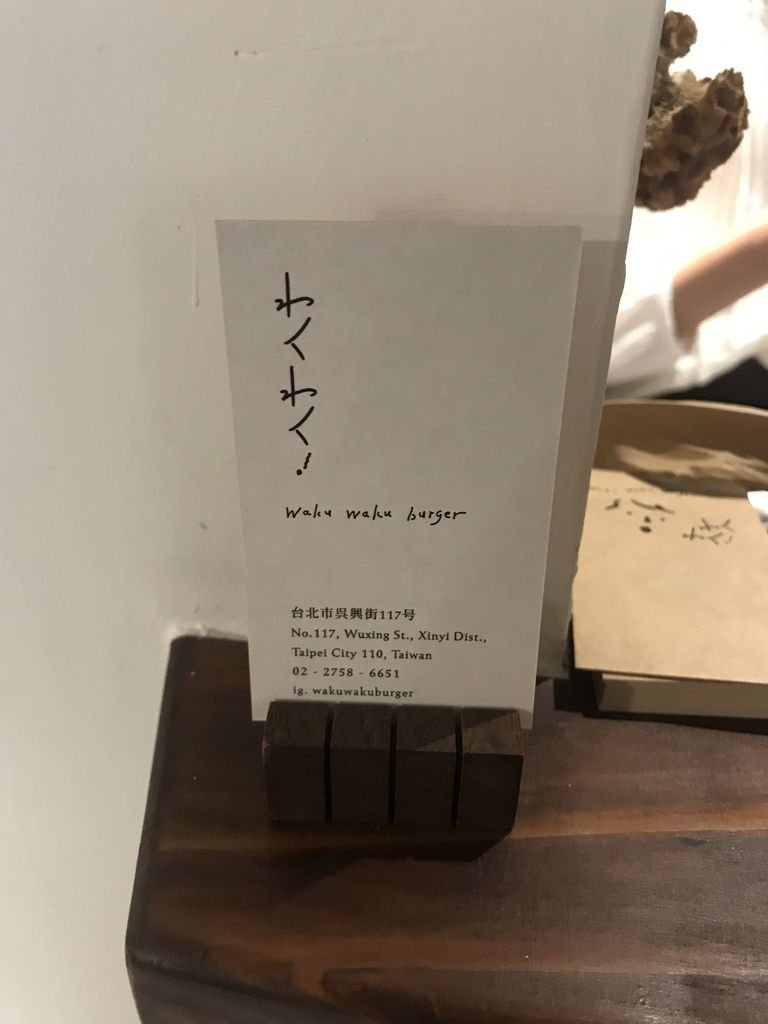 わくわく!
waku waku burger
台北市呉興街117号
No.117, Wuxing St., Xinyi Dist.,
Taipei City 110, Taiwan
02 - 2758 - 6651
ig. wakuwakuburger